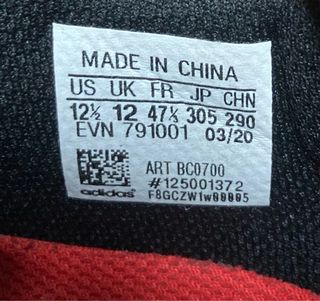 MADE IN CHINA
US UK FR JP CHN
12½ 12 47⅓ 305 290
EVN 791001 03/20
ART BC0700
#125001372
adidas F8GCZW1w00005